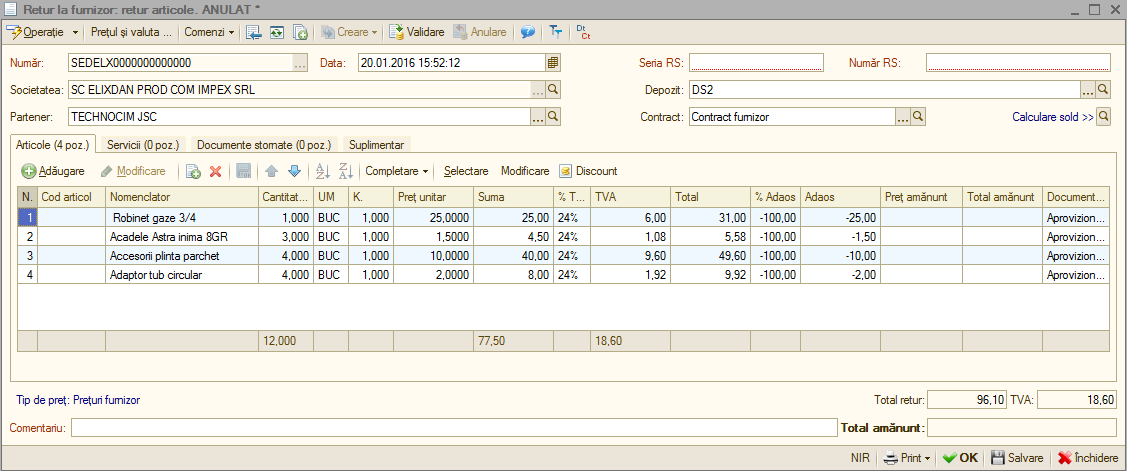 Retur la furnizor: retur articole. ANULAT *
Operație Prețul și valuta ... Comenzi Creare Validare Anulare Dt Ct
Număr: SEDELX0000000000000 ... Data: 20.01.2016 15:52:12 Seria RS: Număr RS:
Societatea: SC ELIXDAN PROD COM IMPEX SRL ... Depozit: DS2 ...
Partener: TECHNOCIM JSC ... Contract: Contract furnizor ... Calculare sold >>
Articole (4 poz.) Servicii (0 poz.) Documente stornate (0 poz.) Suplimentar
Adăugare Modificare Completare Selectare Modificare Discount
N. Cod articol Nomenclator Cantitat... UM K. Preț unitar Suma % T... TVA Total % Adaos Adaos Preț amănunt Total amănunt Document...
1 Robinet gaze 3/4 1,000 BUC 1,000 25,0000 25,00 24% 6,00 31,00 -100,00 -25,00 Aprovizion...
2 Acadele Astra inima 8GR 3,000 BUC 1,000 1,5000 4,50 24% 1,08 5,58 -100,00 -1,50 Aprovizion...
3 Accesorii plinta parchet 4,000 BUC 1,000 10,0000 40,00 24% 9,60 49,60 -100,00 -10,00 Aprovizion...
4 Adaptor tub circular 4,000 BUC 1,000 2,0000 8,00 24% 1,92 9,92 -100,00 -2,00 Aprovizion...
12,000 77,50 18,60
Tip de preț: Prețuri furnizor Total retur: 96,10 TVA: 18,60
Comentariu: Total amănunt:
NIR Print OK Salvare Închidere